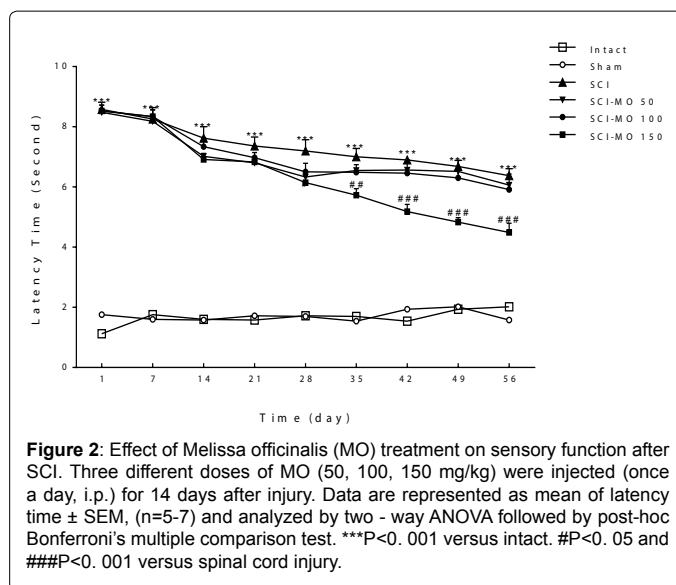 Intact
Sham
SCI
SCI-MO 50
SCI-MO 100
SCI-MO 150
10
8
6
4
2
0
Latency Time (Second)
*** *** *** *** *** *** *** *** ***
## ### ### ###
1 7 14 21 28 35 42 49 56
Time (day)
Figure 2: Effect of Melissa officinalis (MO) treatment on sensory function after
SCI. Three different doses of MO (50, 100, 150 mg/kg) were injected (once
a day, i.p.) for 14 days after injury. Data are represented as mean of latency
time ± SEM, (n=5-7) and analyzed by two - way ANOVA followed by post-hoc
Bonferroni's multiple comparison test. ***P<0. 001 versus intact. #P<0. 05 and
###P<0. 001 versus spinal cord injury.